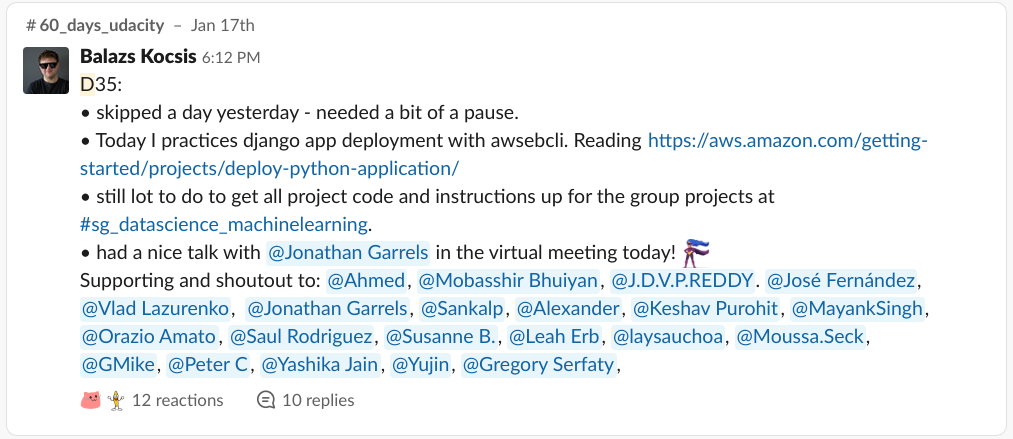 # 60_days_udacity – Jan 17th
Balazs Kocsis 6:12 PM
D35:
• skipped a day yesterday - needed a bit of a pause.
• Today I practices django app deployment with awsebcli. Reading https://aws.amazon.com/getting-
started/projects/deploy-python-application/
• still lot to do to get all project code and instructions up for the group projects at
#sg_datascience_machinelearning.
• had a nice talk with @Jonathan Garrels in the virtual meeting today!
Supporting and shoutout to: @Ahmed, @Mobasshir Bhuiyan, @J.D.V.P.REDDY. @José Fernández,
@Vlad Lazurenko, @Jonathan Garrels, @Sankalp, @Alexander, @Keshav Purohit, @MayankSingh,
@Orazio Amato, @Saul Rodriguez, @Susanne B., @Leah Erb, @laysauchoa, @Moussa.Seck,
@GMike, @Peter C, @Yashika Jain, @Yujin, @Gregory Serfaty,
12 reactions 10 replies